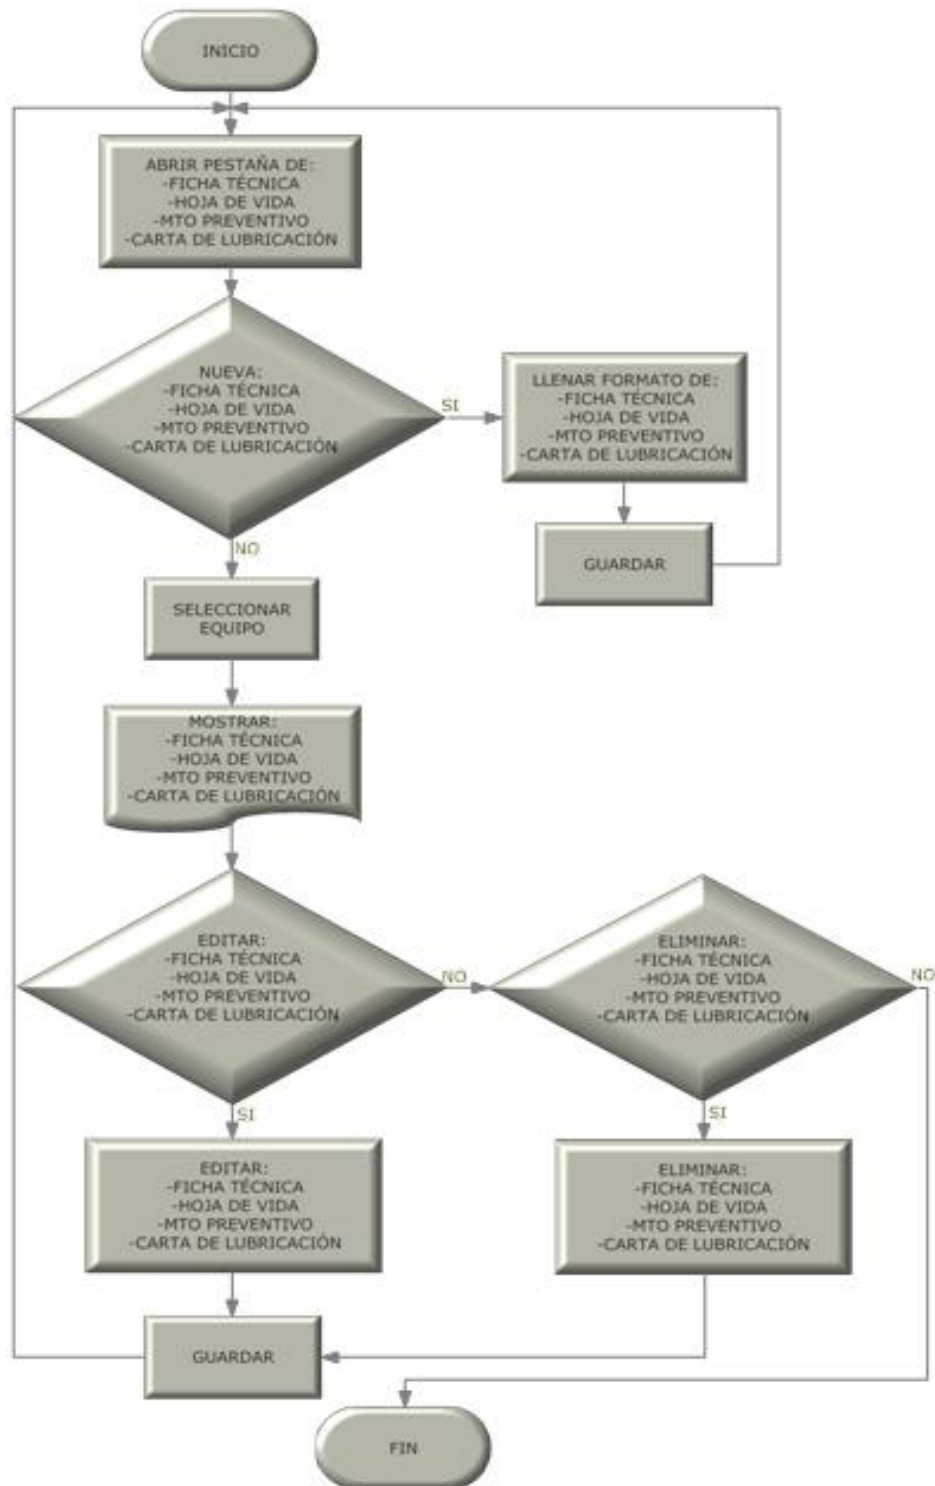 INICIO
ABRIR PESTAÑA DE:
-FICHA TÉCNICA
-HOJA DE VIDA
-MTO PREVENTIVO
-CARTA DE LUBRICACIÓN
NUEVA:
-FICHA TÉCNICA
-HOJA DE VIDA
-MTO PREVENTIVO
-CARTA DE LUBRICACIÓN
SI
LLENAR FORMATO DE:
-FICHA TÉCNICA
-HOJA DE VIDA
-MTO PREVENTIVO
-CARTA DE LUBRICACIÓN
GUARDAR
NO
SELECCIONAR
EQUIPO
MOSTRAR:
-FICHA TÉCNICA
-HOJA DE VIDA
-MTO PREVENTIVO
-CARTA DE LUBRICACIÓN
EDITAR:
-FICHA TÉCNICA
-HOJA DE VIDA
-MTO PREVENTIVO
-CARTA DE LUBRICACIÓN
NO
ELIMINAR:
-FICHA TÉCNICA
-HOJA DE VIDA
-MTO PREVENTIVO
-CARTA DE LUBRICACIÓN
NO
SI
EDITAR:
-FICHA TÉCNICA
-HOJA DE VIDA
-MTO PREVENTIVO
-CARTA DE LUBRICACIÓN
SI
ELIMINAR:
-FICHA TÉCNICA
-HOJA DE VIDA
-MTO PREVENTIVO
-CARTA DE LUBRICACIÓN
GUARDAR
FIN